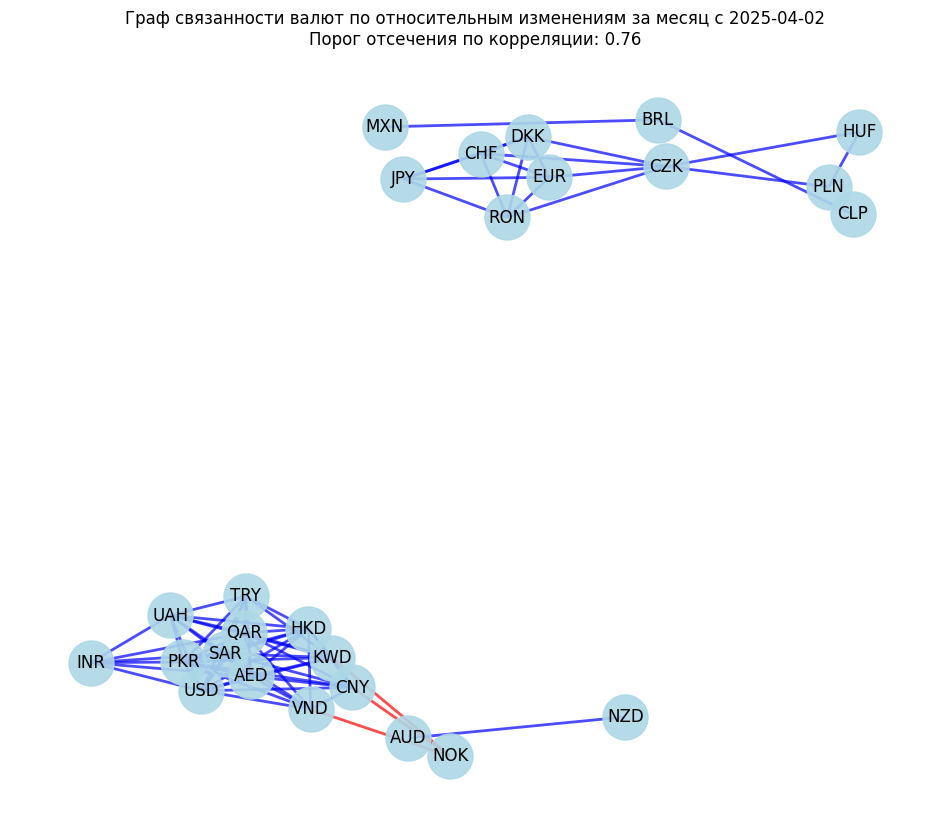 Граф связанности валют по относительным изменениям за месяц с 2025-04-02
Порог отсечения по корреляции: 0.76
BRL
MXN
HUF
DKK
CHF
CZK
EUR
JPY
PLN
CLP
RON
TRY
UAH
HKD
QAR
SAR
KWD
PKR
INR
AED
CNY
USD
VND
NZD
AUD
NOK